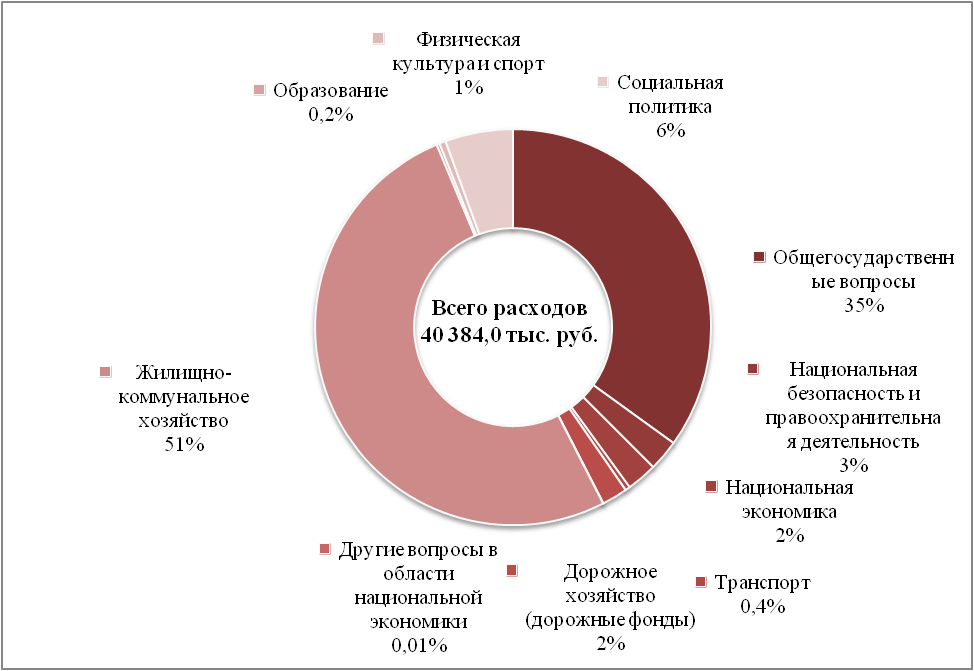 Физическая
культура и спорт
1%
Образование
0,2%
Социальная
политика
6%
Общегосударственн
ые вопросы
35%
Всего расходов
40 384,0 тыс. руб.
Жилищно-
коммунальное
хозяйство
51%
Национальная
безопасность и
правоохранительна
я деятельность
3%
Национальная
экономика
2%
Другие вопросы в
области
национальной
экономики
0,01%
Дорожное
хозяйство
(дорожные фонды)
2%
Транспорт
0,4%